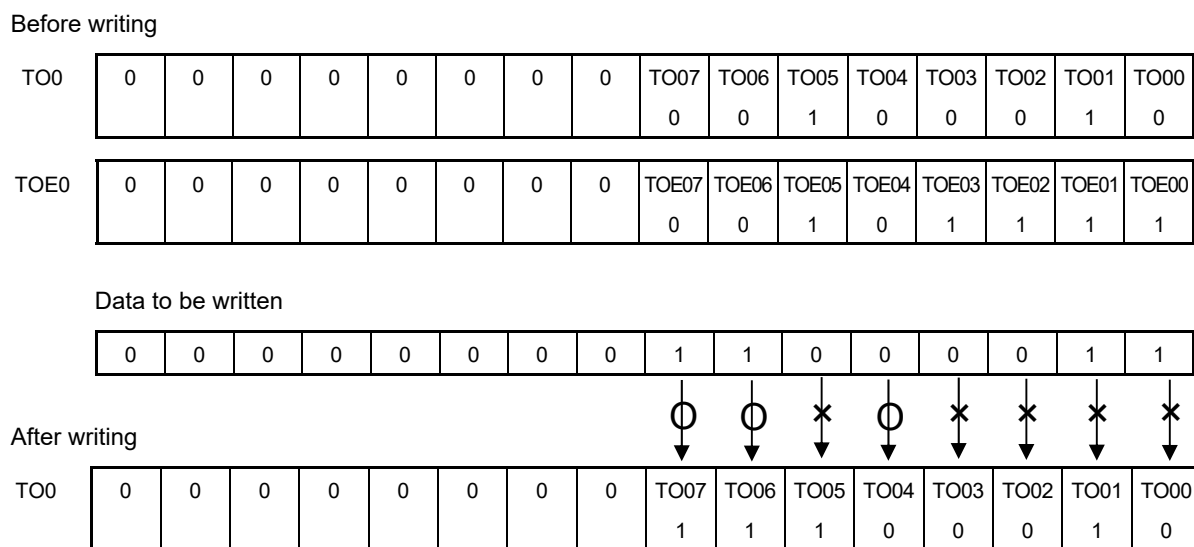 Before writing
TO0 0 0 0 0 0 0 0 0 TO07 TO06 TO05 TO04 TO03 TO02 TO01 TO00
0 0 1 0 0 0 1 0
TOE0 0 0 0 0 0 0 0 0 TOE07 TOE06 TOE05 TOE04 TOE03 TOE02 TOE01 TOE00
0 0 1 0 1 1 1 1
Data to be written
0 0 0 0 0 0 0 0 1 1 0 0 0 0 1 1
O O × O × × × ×
After writing
TO0 0 0 0 0 0 0 0 0 TO07 TO06 TO05 TO04 TO03 TO02 TO01 TO00
1 1 1 0 0 0 1 0